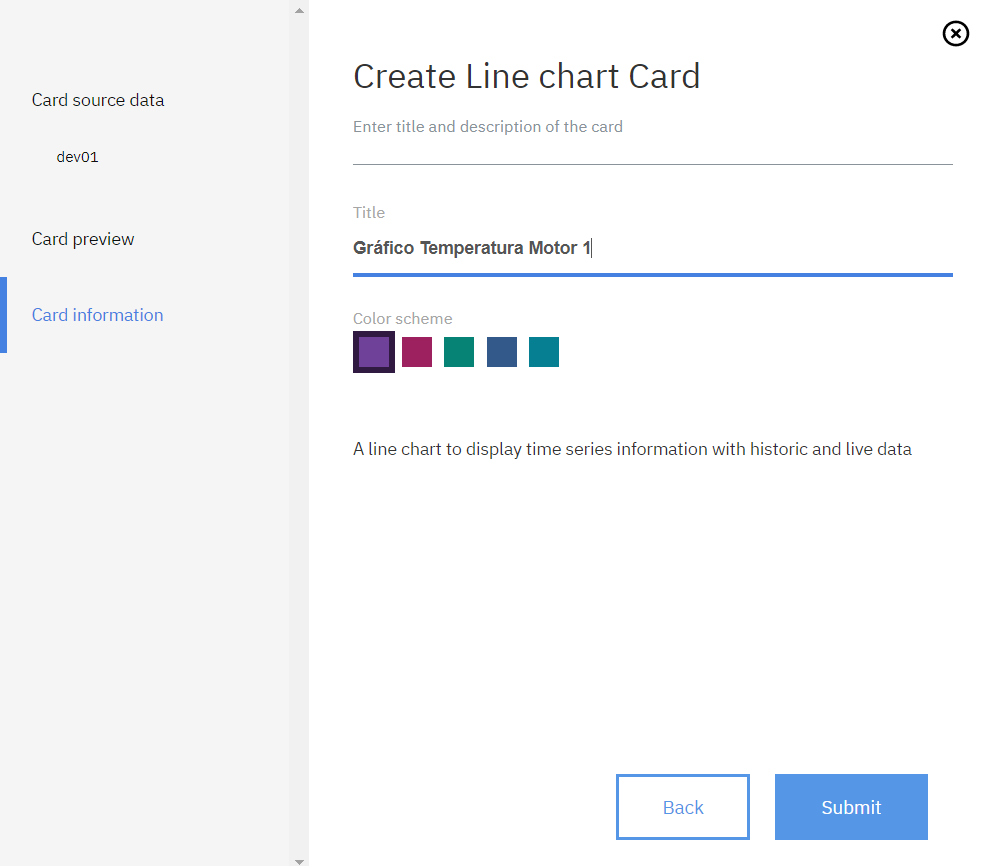 Card source data
dev01
Card preview
Card information
Create Line chart Card
Enter title and description of the card
Title
Gráfico Temperatura Motor 1
Color scheme
A line chart to display time series information with historic and live data
Back
Submit